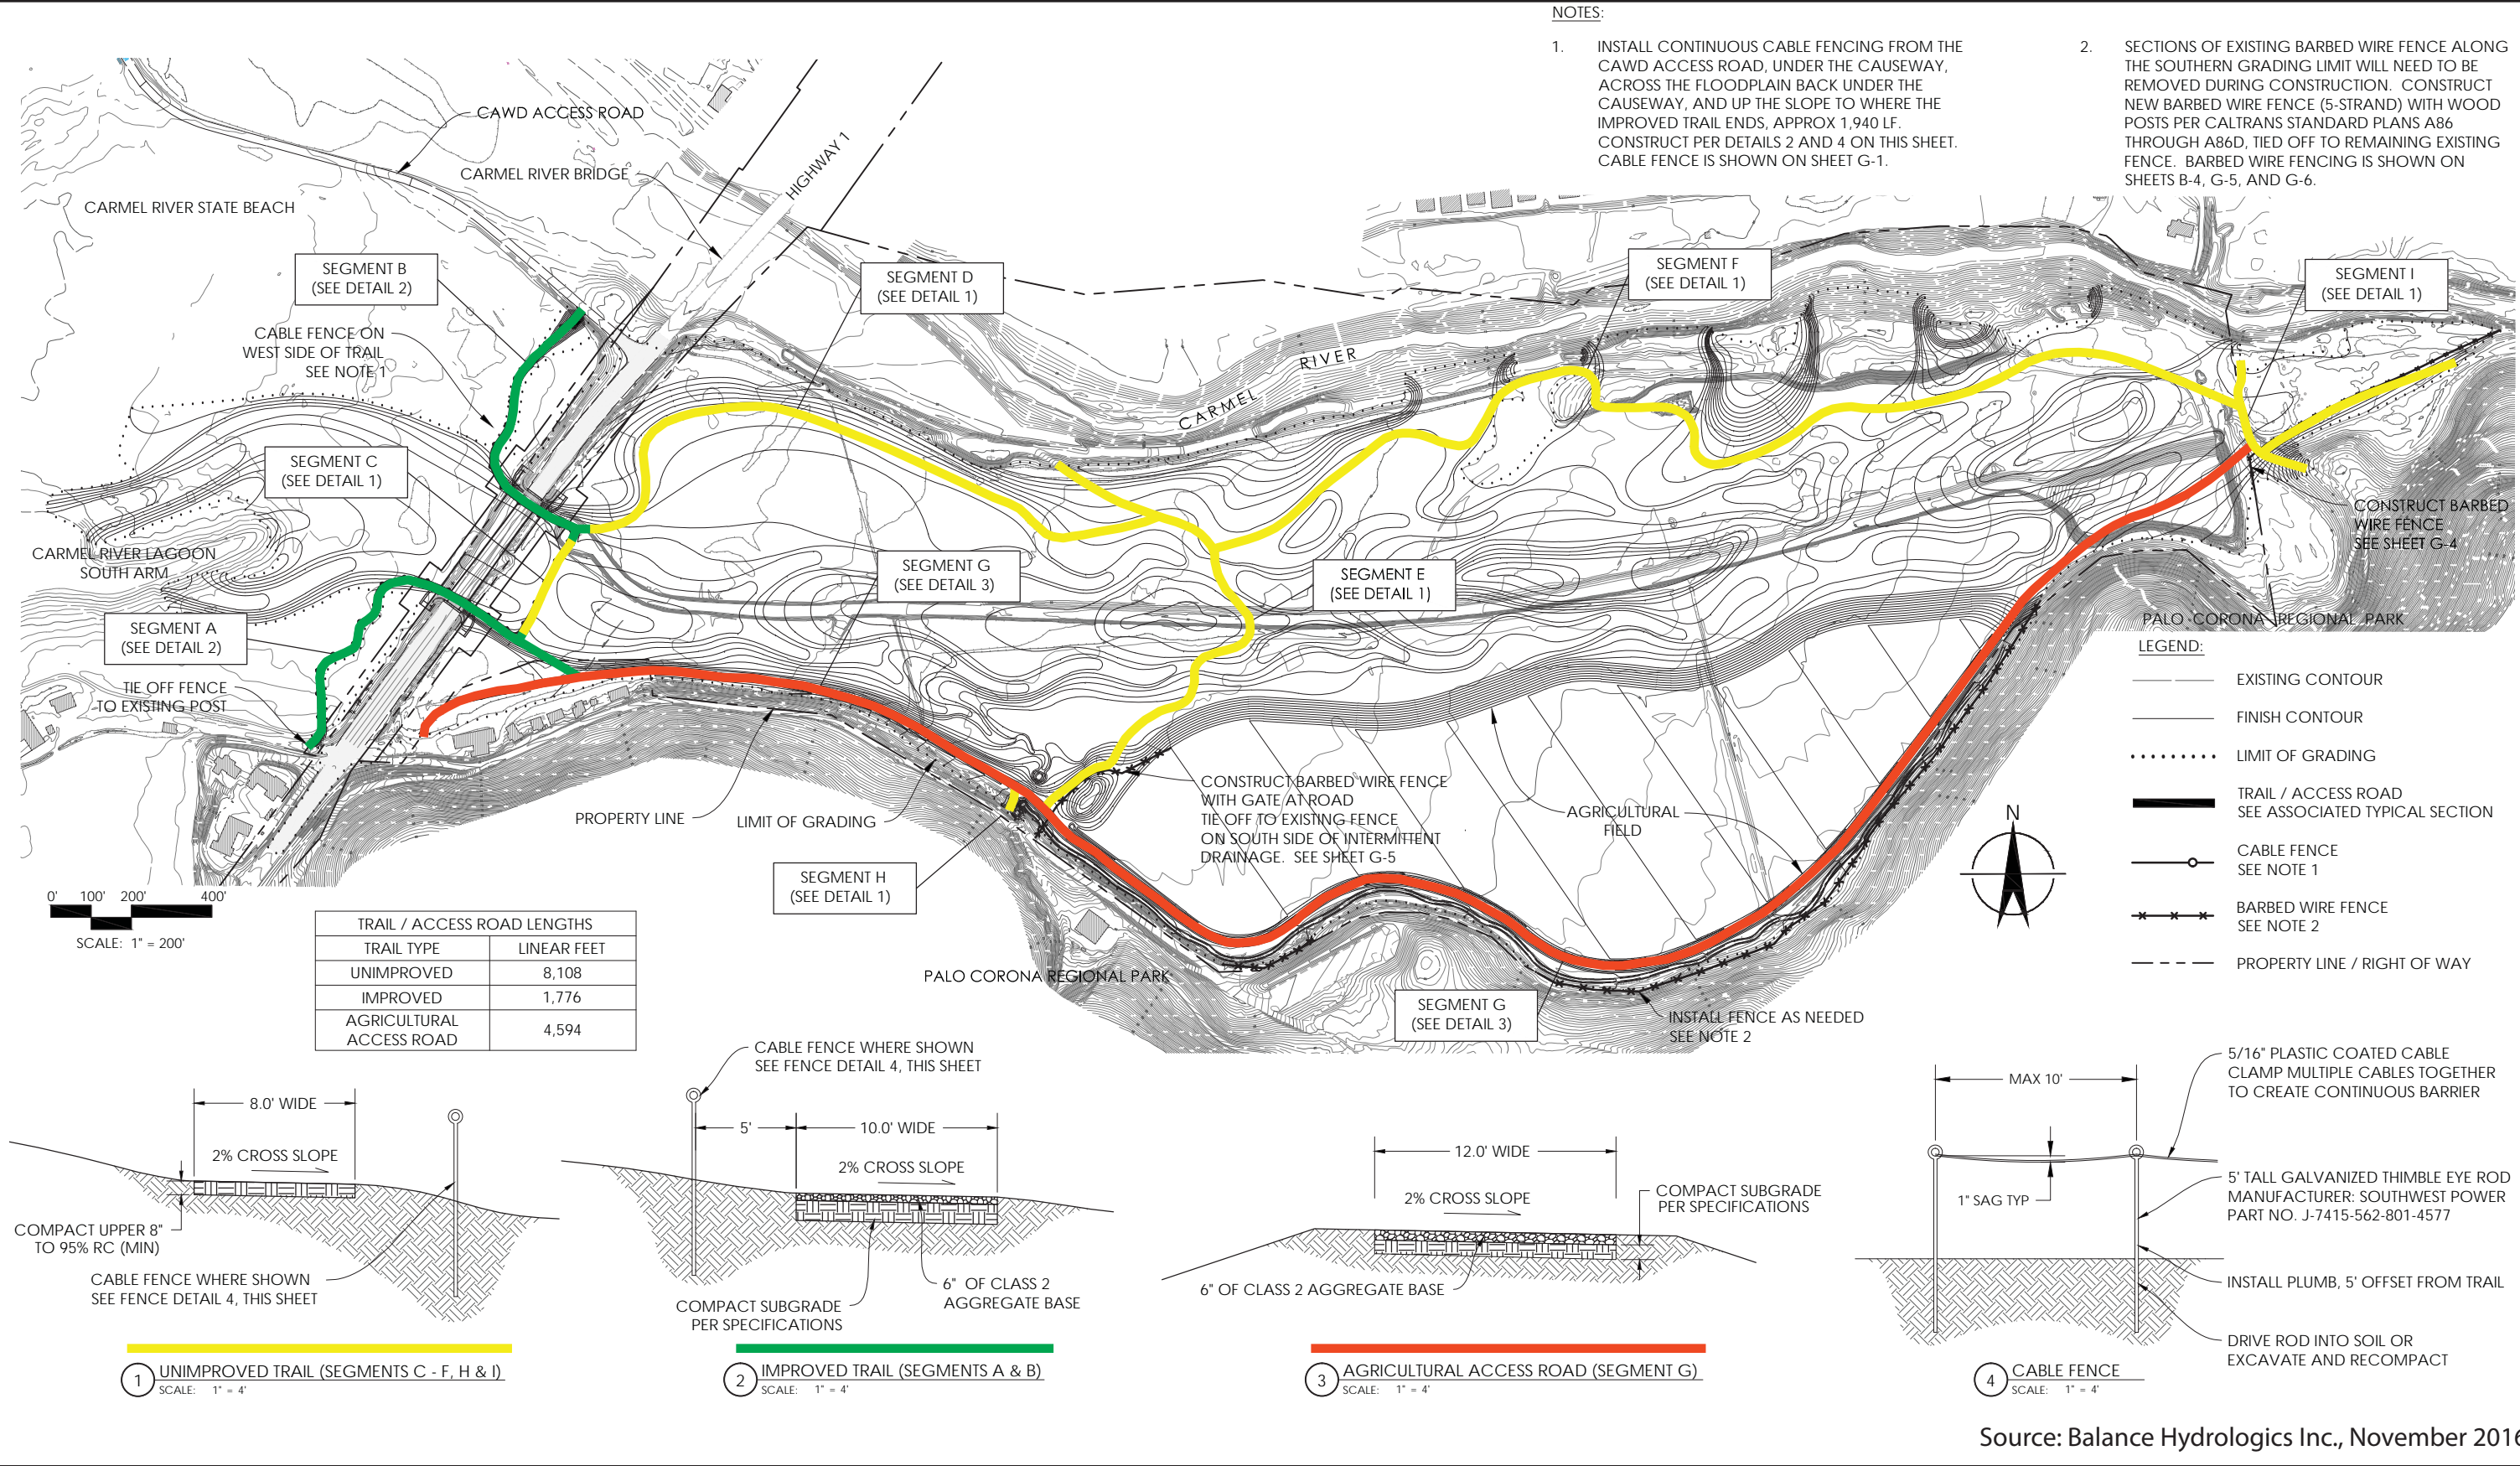 NOTES:
1. INSTALL CONTINUOUS CABLE FENCING FROM THE
CAWD ACCESS ROAD, UNDER THE CAUSEWAY,
ACROSS THE FLOODPLAIN BACK UNDER THE
CAUSEWAY, AND UP THE SLOPE TO WHERE THE
IMPROVED TRAIL ENDS, APPROX 1,940 LF.
CONSTRUCT PER DETAILS 2 AND 4 ON THIS SHEET.
CABLE FENCE IS SHOWN ON SHEET G-1.
2. SECTIONS OF EXISTING BARBED WIRE FENCE ALONG
THE SOUTHERN GRADING LIMIT WILL NEED TO BE
REMOVED DURING CONSTRUCTION. CONSTRUCT
NEW BARBED WIRE FENCE (5-STRAND) WITH WOOD
POSTS PER CALTRANS STANDARD PLANS A86
THROUGH A86D, TIED OFF TO REMAINING EXISTING
FENCE. BARBED WIRE FENCING IS SHOWN ON
SHEETS B-4, G-5, AND G-6.
CAWD ACCESS ROAD
CARMEL RIVER BRIDGE
HIGHWAY 1
CARMEL RIVER STATE BEACH
SEGMENT B
(SEE DETAIL 2)
SEGMENT D
(SEE DETAIL 1)
SEGMENT F
(SEE DETAIL 1)
SEGMENT I
(SEE DETAIL 1)
CABLE FENCE ON
WEST SIDE OF TRAIL
SEE NOTE 1
CARMEL RIVER
SEGMENT C
(SEE DETAIL 1)
CARMEL RIVER LAGOON
SOUTH ARM
CONSTRUCT BARBED
WIRE FENCE
SEE SHEET G-4
SEGMENT G
(SEE DETAIL 3)
SEGMENT E
(SEE DETAIL 1)
SEGMENT A
(SEE DETAIL 2)
TIE OFF FENCE
TO EXISTING POST
PALO CORONA REGIONAL PARK
LEGEND:
EXISTING CONTOUR
FINISH CONTOUR
LIMIT OF GRADING
TRAIL / ACCESS ROAD
SEE ASSOCIATED TYPICAL SECTION
CABLE FENCE
SEE NOTE 1
BARBED WIRE FENCE
SEE NOTE 2
PROPERTY LINE / RIGHT OF WAY
N
PROPERTY LINE
LIMIT OF GRADING
CONSTRUCT BARBED WIRE FENCE
WITH GATE AT ROAD
TIE OFF TO EXISTING FENCE
ON SOUTH SIDE OF INTERMITTENT
DRAINAGE. SEE SHEET G-5
AGRICULTURAL
FIELD
SEGMENT H
(SEE DETAIL 1)
0' 100' 200' 400'
SCALE: 1" = 200'
TRAIL / ACCESS ROAD LENGTHS
TRAIL TYPE LINEAR FEET
UNIMPROVED 8,108
IMPROVED 1,776
AGRICULTURAL
ACCESS ROAD 4,594
PALO CORONA REGIONAL PARK
SEGMENT G
(SEE DETAIL 3)
INSTALL FENCE AS NEEDED
SEE NOTE 2
8.0' WIDE
2% CROSS SLOPE
COMPACT UPPER 8"
TO 95% RC (MIN)
CABLE FENCE WHERE SHOWN
SEE FENCE DETAIL 4, THIS SHEET
1 UNIMPROVED TRAIL (SEGMENTS C - F, H & I)
SCALE: 1" = 4'
CABLE FENCE WHERE SHOWN
SEE FENCE DETAIL 4, THIS SHEET
5' 10.0' WIDE
2% CROSS SLOPE
COMPACT SUBGRADE
PER SPECIFICATIONS
6" OF CLASS 2
AGGREGATE BASE
2 IMPROVED TRAIL (SEGMENTS A & B)
SCALE: 1" = 4'
12.0' WIDE
2% CROSS SLOPE
COMPACT SUBGRADE
PER SPECIFICATIONS
6" OF CLASS 2 AGGREGATE BASE
3 AGRICULTURAL ACCESS ROAD (SEGMENT G)
SCALE: 1" = 4'
MAX 10'
1" SAG TYP
5/16" PLASTIC COATED CABLE
CLAMP MULTIPLE CABLES TOGETHER
TO CREATE CONTINUOUS BARRIER
5' TALL GALVANIZED THIMBLE EYE ROD
MANUFACTURER: SOUTHWEST POWER
PART NO. J-7415-562-801-4577
INSTALL PLUMB, 5' OFFSET FROM TRAIL
DRIVE ROD INTO SOIL OR
EXCAVATE AND RECOMPACT
4 CABLE FENCE
SCALE: 1" = 4'
Source: Balance Hydrologics Inc., November 2016